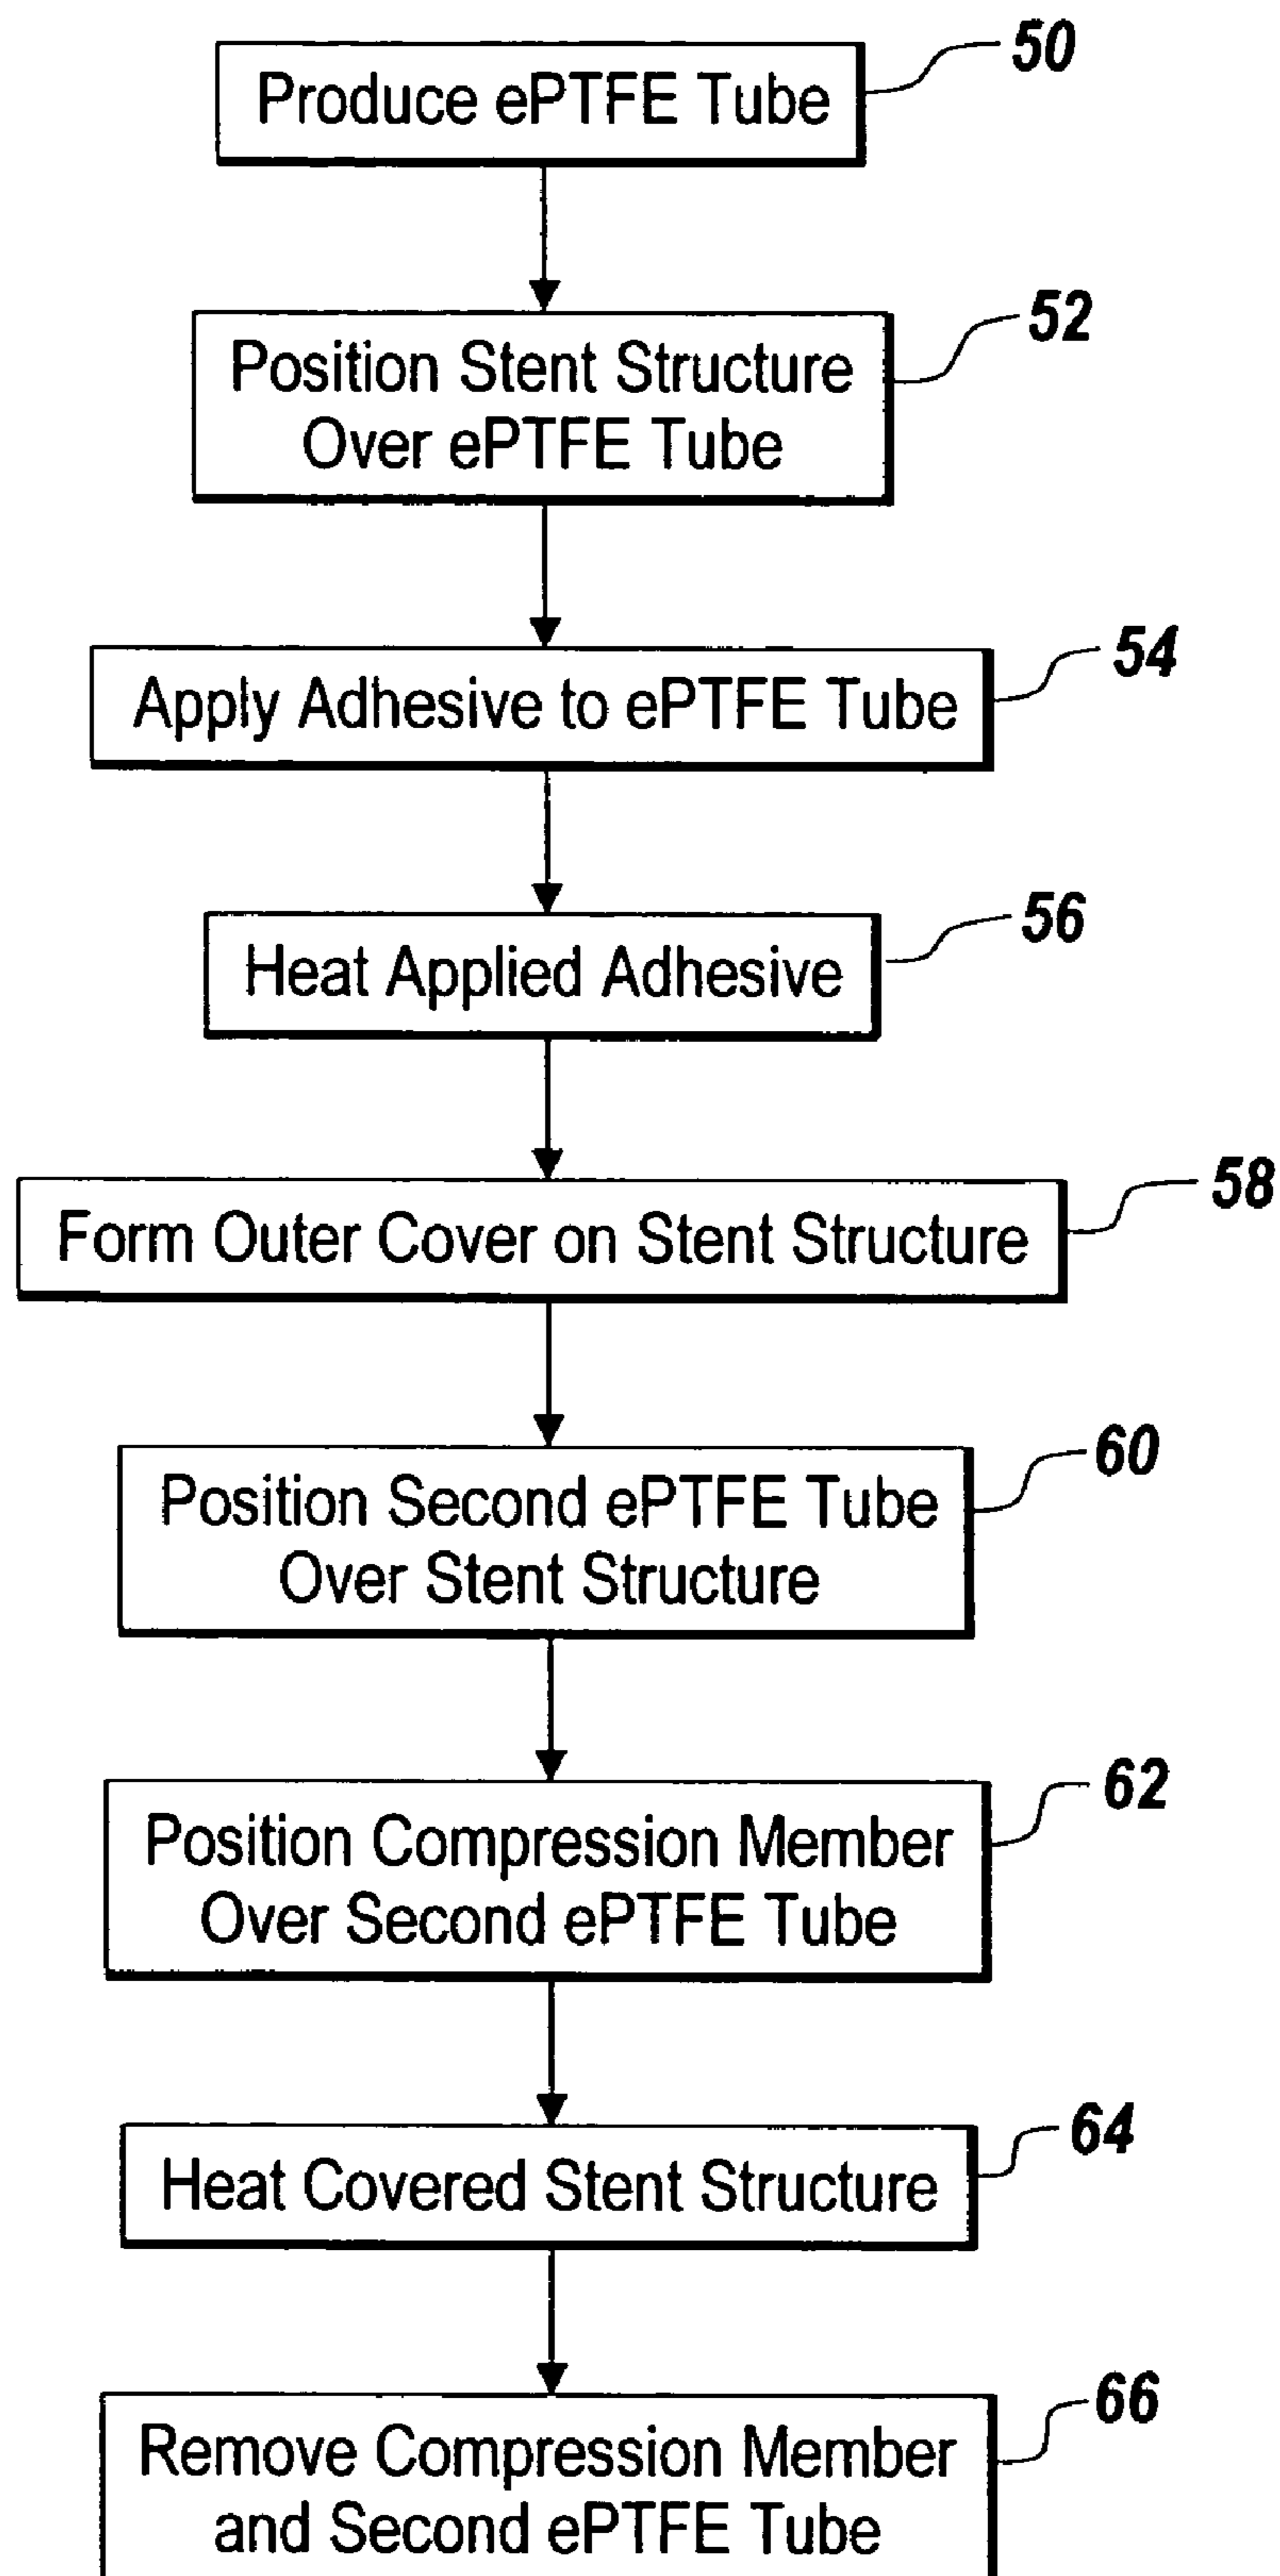 50
Produce ePTFE Tube
52
Position Stent Structure
Over ePTFE Tube
54
Apply Adhesive to ePTFE Tube
56
Heat Applied Adhesive
58
Form Outer Cover on Stent Structure
60
Position Second ePTFE Tube
Over Stent Structure
62
Position Compression Member
Over Second ePTFE Tube
64
Heat Covered Stent Structure
66
Remove Compression Member
and Second ePTFE Tube